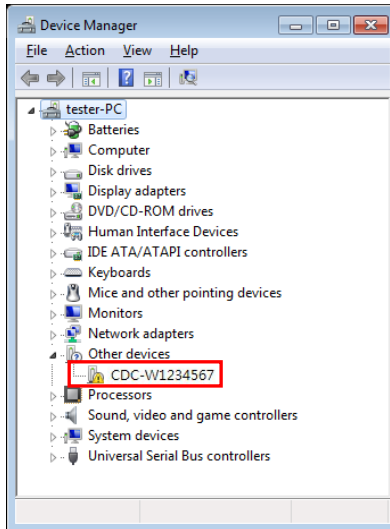 Device Manager
File Action View Help
tester-PC
Batteries
Computer
Disk drives
Display adapters
DVD/CD-ROM drives
Human Interface Devices
IDE ATA/ATAPI controllers
Keyboards
Mice and other pointing devices
Monitors
Network adapters
Other devices
CDC-W1234567
Processors
Sound, video and game controllers
System devices
Universal Serial Bus controllers